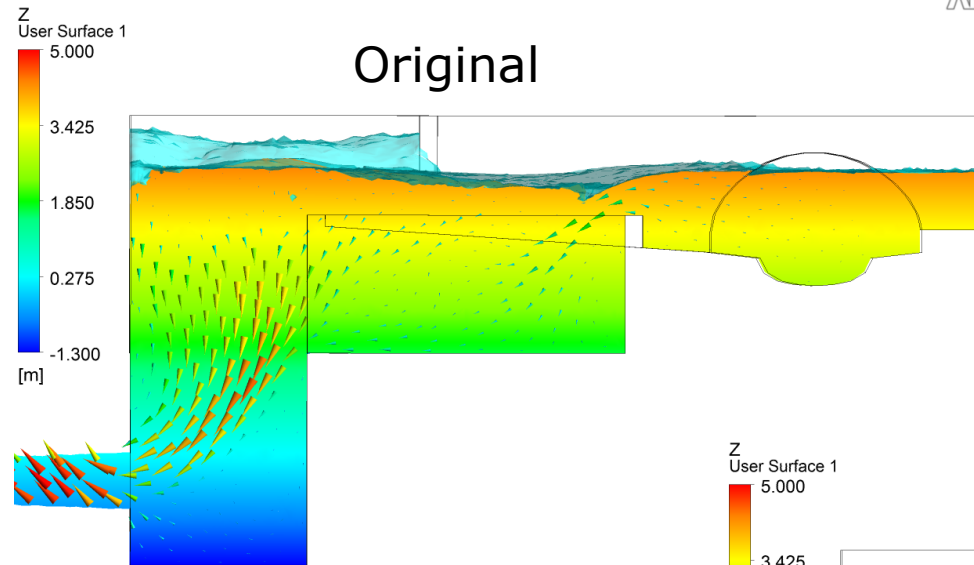 Z
User Surface 1
5.000
Original
3.425
1.850
0.275
-1.300
[m]
Z
User Surface 1
5.000
3.425